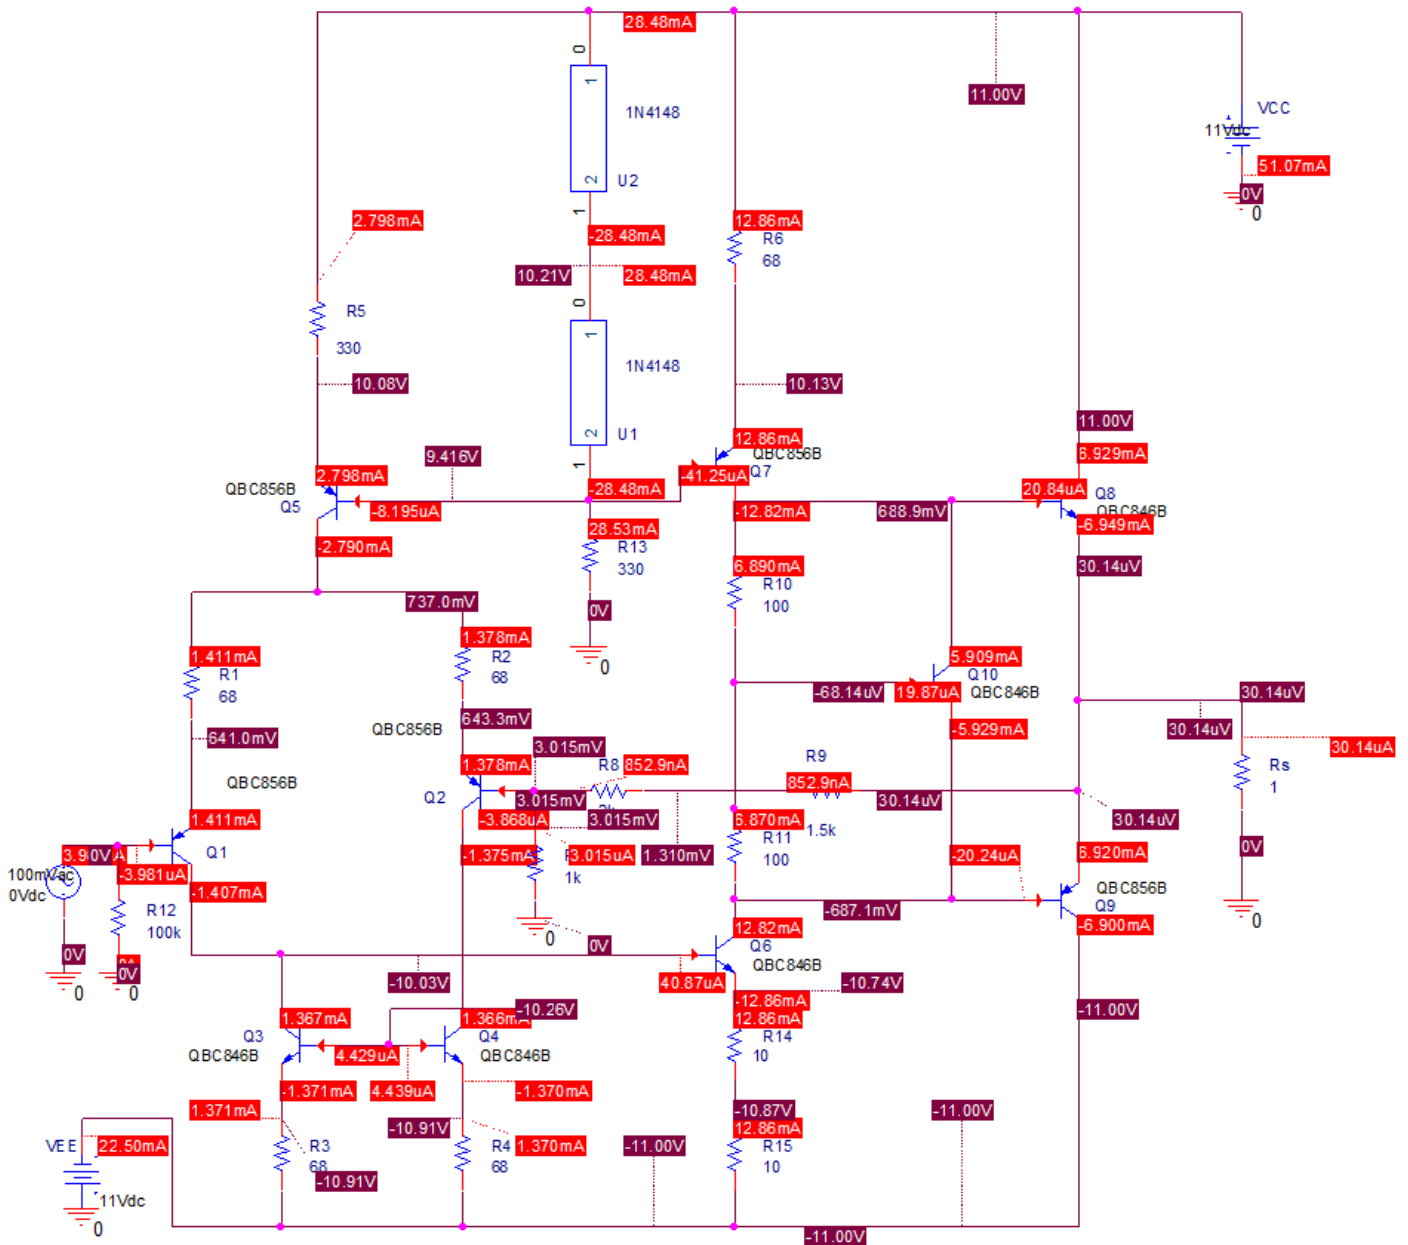 28.48mA
0
1
1N4148
11.00V
VCC
11Vdc
51.07mA
0V
0
2
U2
1
2.798mA
-28.48mA
12.86mA
R6
68
10.21V
28.48mA
0
R5
330
1
1N4148
10.08V
10.13V
2
U1
1
11.00V
9.416V
12.86mA
QBC856B
Q7
6.929mA
2.798mA
QBC856B
Q5
-41.25uA
-28.48mA
20.84uA
Q8
QBC846B
-8.195uA
-12.82mA
688.9mV
-6.949mA
28.53mA
R13
330
-2.790mA
6.890mA
R10
100
30.14uV
737.0mV
0V
0
1.378mA
R2
68
1.411mA
R1
68
5.909mA
Q10
QBC846B
-68.14uV
19.87uA
30.14uV
643.3mV
QBC856B
641.0mV
3.015mV
-5.929mA
30.14uV
30.14uA
Rs
1
1.378mA
Q2
R8
852.9nA
R9
852.9nA
QBC856B
3.015mV
30.14uV
1.411mA
-3.868uA
3.015mV
6.870mA
R11
100
1.5k
30.14uV
Q1
-1.375mA
3.015uA
1k
1.310mV
-20.24uA
6.920mA
0V
100mVac
0Vdc
-3.981uA
-1.407mA
QBC856B
Q9
R12
100k
-687.1mV
-6.900mA
0
0
0V
12.82mA
Q6
QBC846B
0V
0V
0
0
-10.03V
40.87uA
-10.74V
-12.86mA
-10.26V
-11.00V
1.367mA
Q3
QBC846B
1.366mA
Q4
QBC846B
12.86mA
R14
10
4.429uA
-1.371mA
4.439uA
-1.370mA
1.371mA
-10.91V
-10.87V
-11.00V
VEE
22.50mA
R3
68
R4
68
1.370mA
-11.00V
12.86mA
R15
10
-10.91V
11Vdc
0
-11.00V